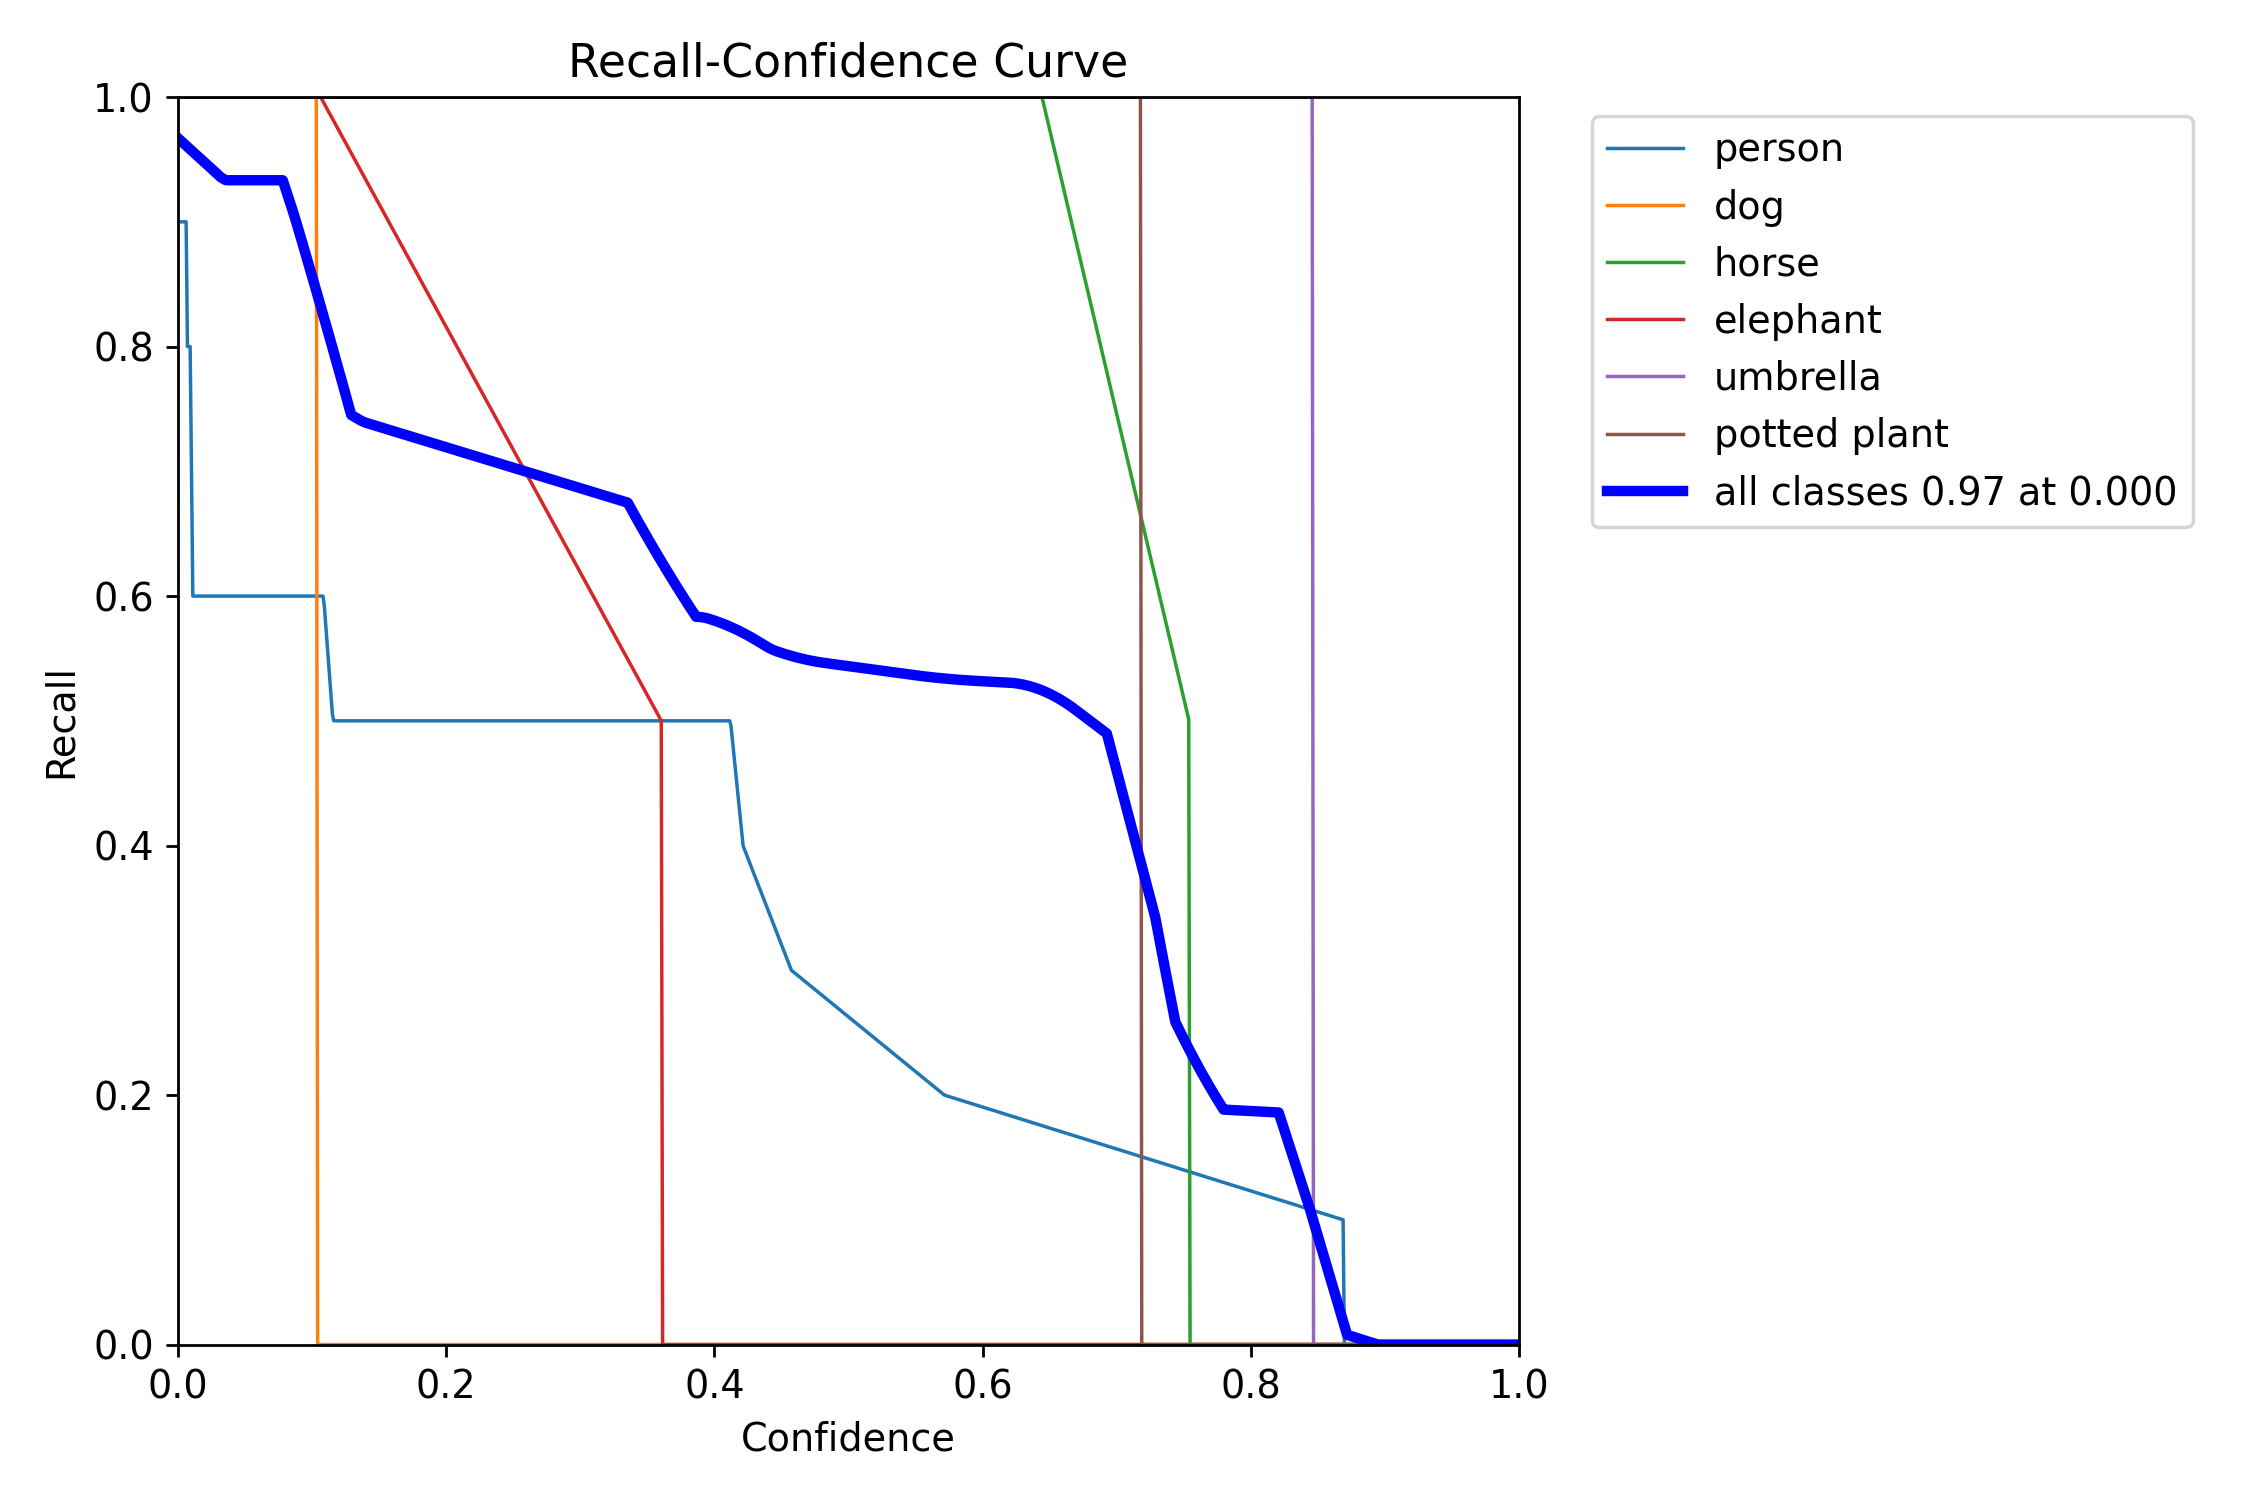 Recall-Confidence Curve
1.0
0.8
0.6
0.4
0.2
0.0
Recall
0.0 0.2 0.4 0.6 0.8 1.0
Confidence
person
dog
horse
elephant
umbrella
potted plant
all classes 0.97 at 0.000